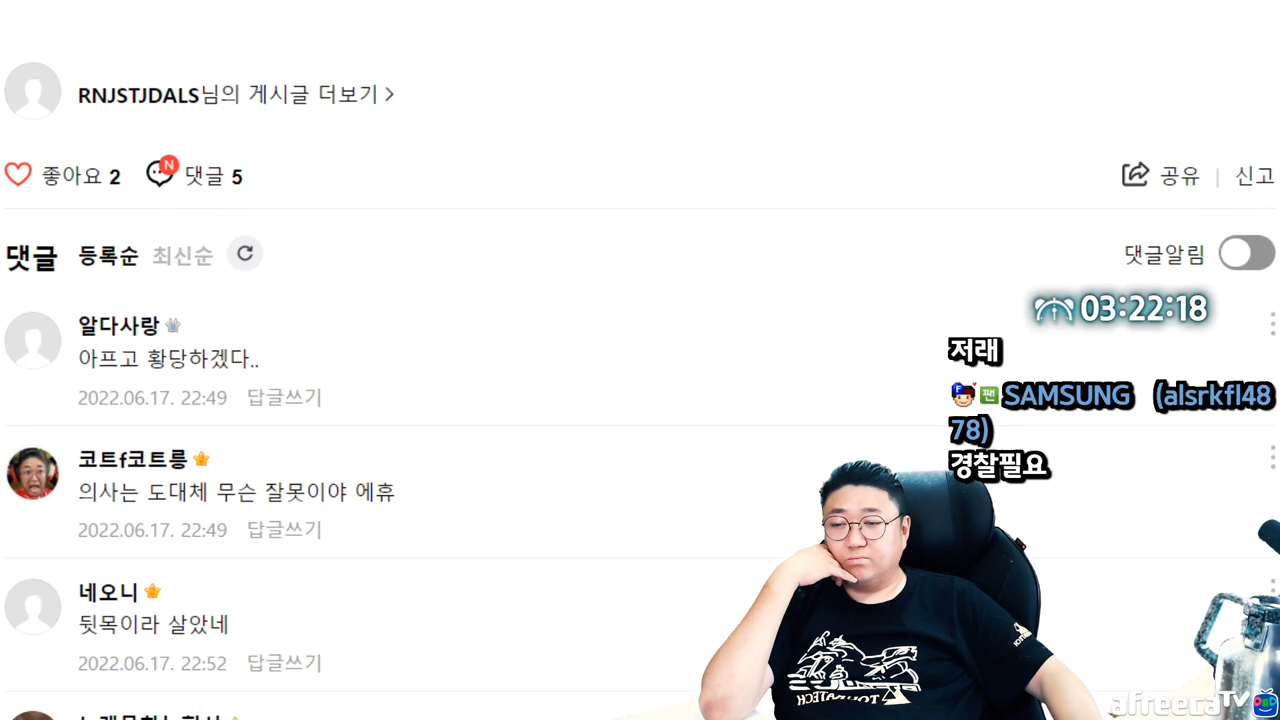 RNJSTJDALS님의 게시글 더보기 >
좋아요 2 N 댓글 5 공유 | 신고
댓글 등록순 최신순 댓글알림
03:22:18
알다사랑
아프고 황당하겠다..
2022.06.17. 22:49 답글쓰기
저래
F 팬 SAMSUNG (alsrkfl48
78)
경찰필요
코트f코트릉
의사는 도대체 무슨 잘못이야 에휴
2022.06.17. 22:49 답글쓰기
네오니
뒷목이라 살았네
2022.06.17. 22:52 답글쓰기
TOURATECH
afreecaTV